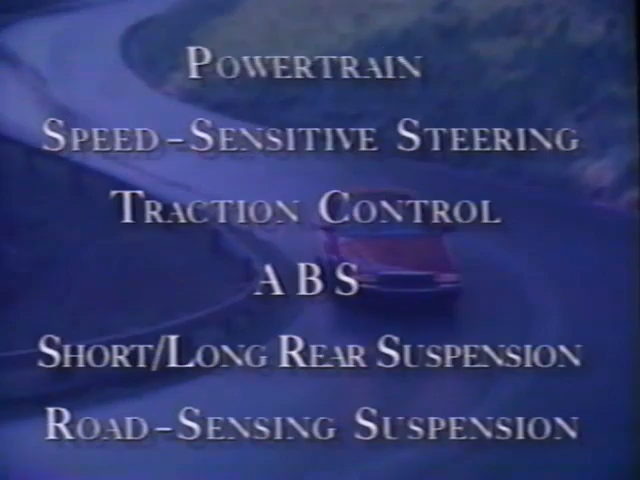 Powertrain
Speed-Sensitive Steering
Traction Control
ABS
Short/Long Rear Suspension
Road-Sensing Suspension